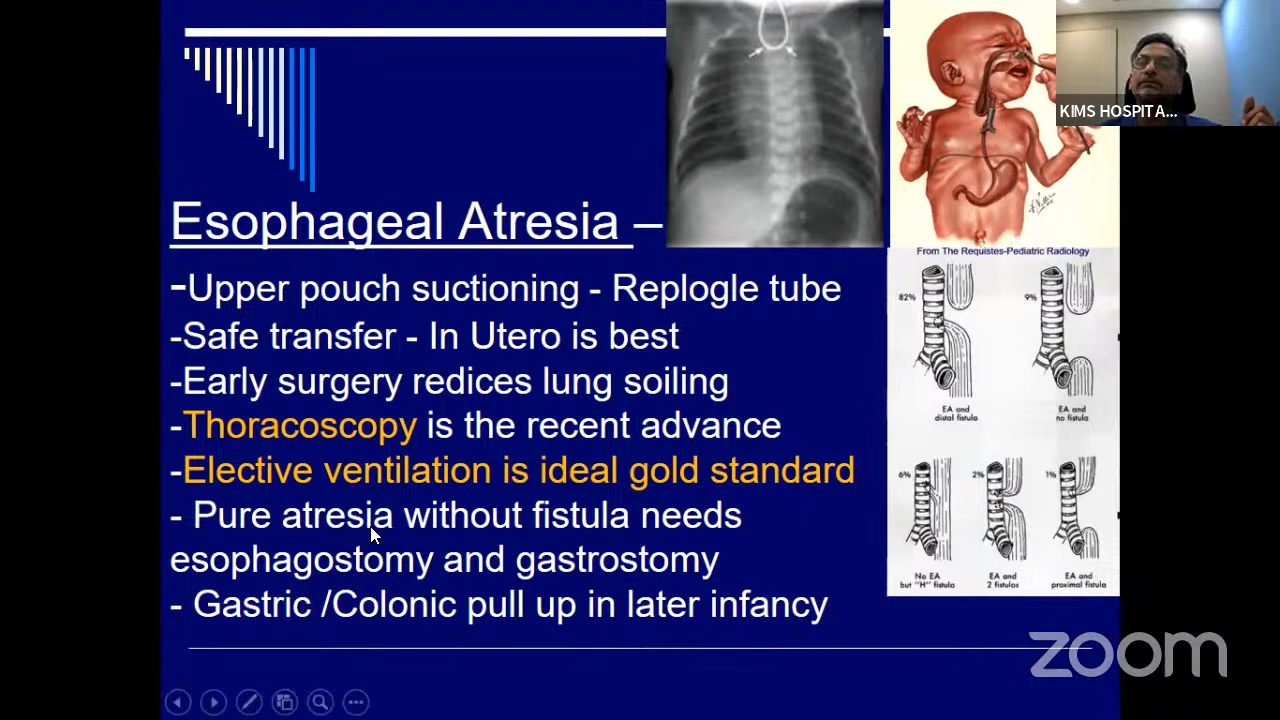 KIMS HOSPITA...
Esophageal Atresia –
From The Requistes-Pediatric Radiology
-Upper pouch suctioning - Replogle tube
-Safe transfer - In Utero is best
-Early surgery redices lung soiling
-Thoracoscopy is the recent advance
-Elective ventilation is ideal gold standard
- Pure atresia without fistula needs
esophagostomy and gastrostomy
- Gastric /Colonic pull up in later infancy
82%
9%
EA and
distal fistula
EA and
no fistula
6%
2%
1%
No EA
but "H" fistula
EA and
2 fistulas
EA and
proximal fistula
zoom